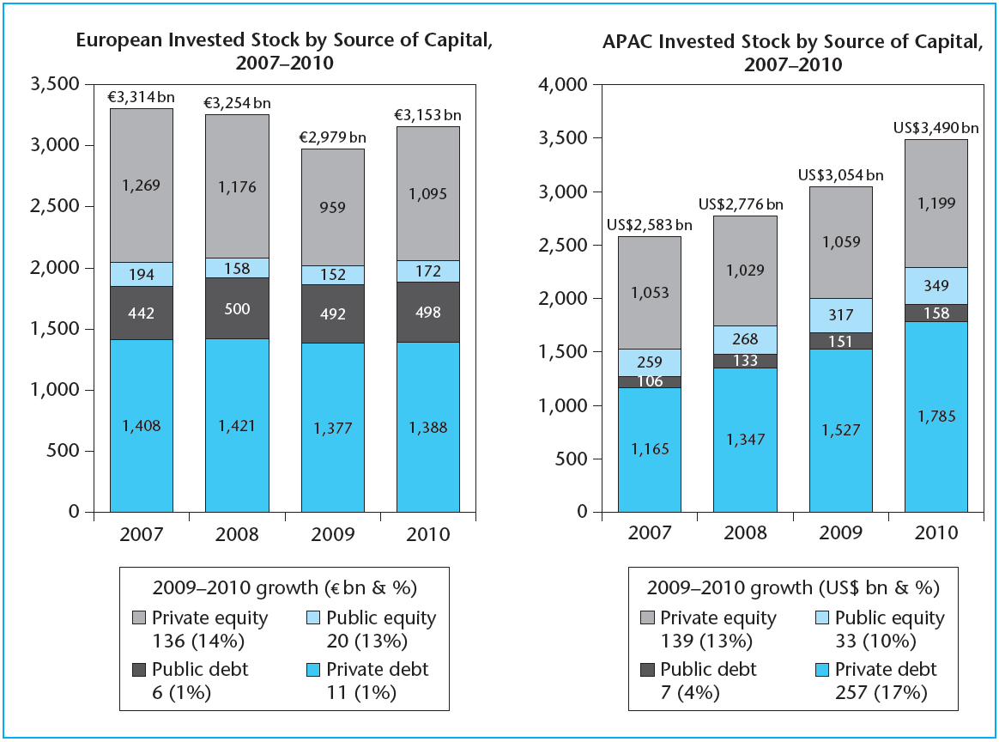 European Invested Stock by Source of Capital,
2007–2010
3,500
3,000
2,500
2,000
1,500
1,000
500
0
€3,314 bn
€3,254 bn
€2,979 bn
€3,153 bn
1,269
1,176
959
1,095
194
158
152
172
442
500
492
498
1,408
1,421
1,377
1,388
2007 2008 2009 2010
2009–2010 growth (€ bn & %)
Private equity Public equity
136 (14%) 20 (13%)
Public debt Private debt
6 (1%) 11 (1%)
APAC Invested Stock by Source of Capital,
2007–2010
4,000
3,500
3,000
2,500
2,000
1,500
1,000
500
0
US$2,583 bn
US$2,776 bn
US$3,054 bn
US$3,490 bn
1,053
1,029
1,059
1,199
259
268
317
349
106
133
151
158
1,165
1,347
1,527
1,785
2007 2008 2009 2010
2009–2010 growth (US$ bn & %)
Private equity Public equity
139 (13%) 33 (10%)
Public debt Private debt
7 (4%) 257 (17%)